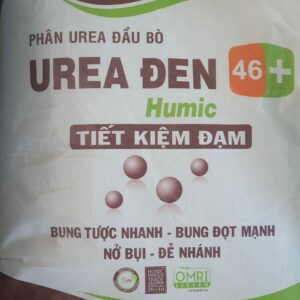 PHÂN UREA ĐẦU BÒ
UREA ĐEN 46+
Humic
TIẾT KIỆM ĐẠM
BUNG TƯỢC NHANH - BUNG ĐỌT MẠNH
NỞ BỤI - ĐẺ NHÁNH
OMRI
LISTED